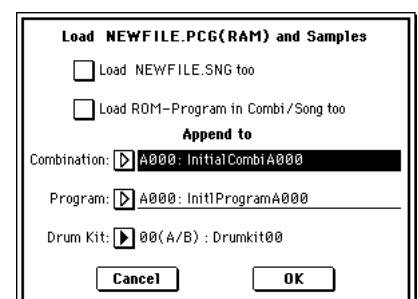 Load NEWFILE.PCG(RAM) and Samples
Load NEWFILE.SNG too
Load ROM-Program in Combi/Song too
Append to
Combination: A000: InitialCombiA000
Program: A000: InitlProgramA000
Drum Kit: 00(A/B) : Drumkit00
Cancel OK